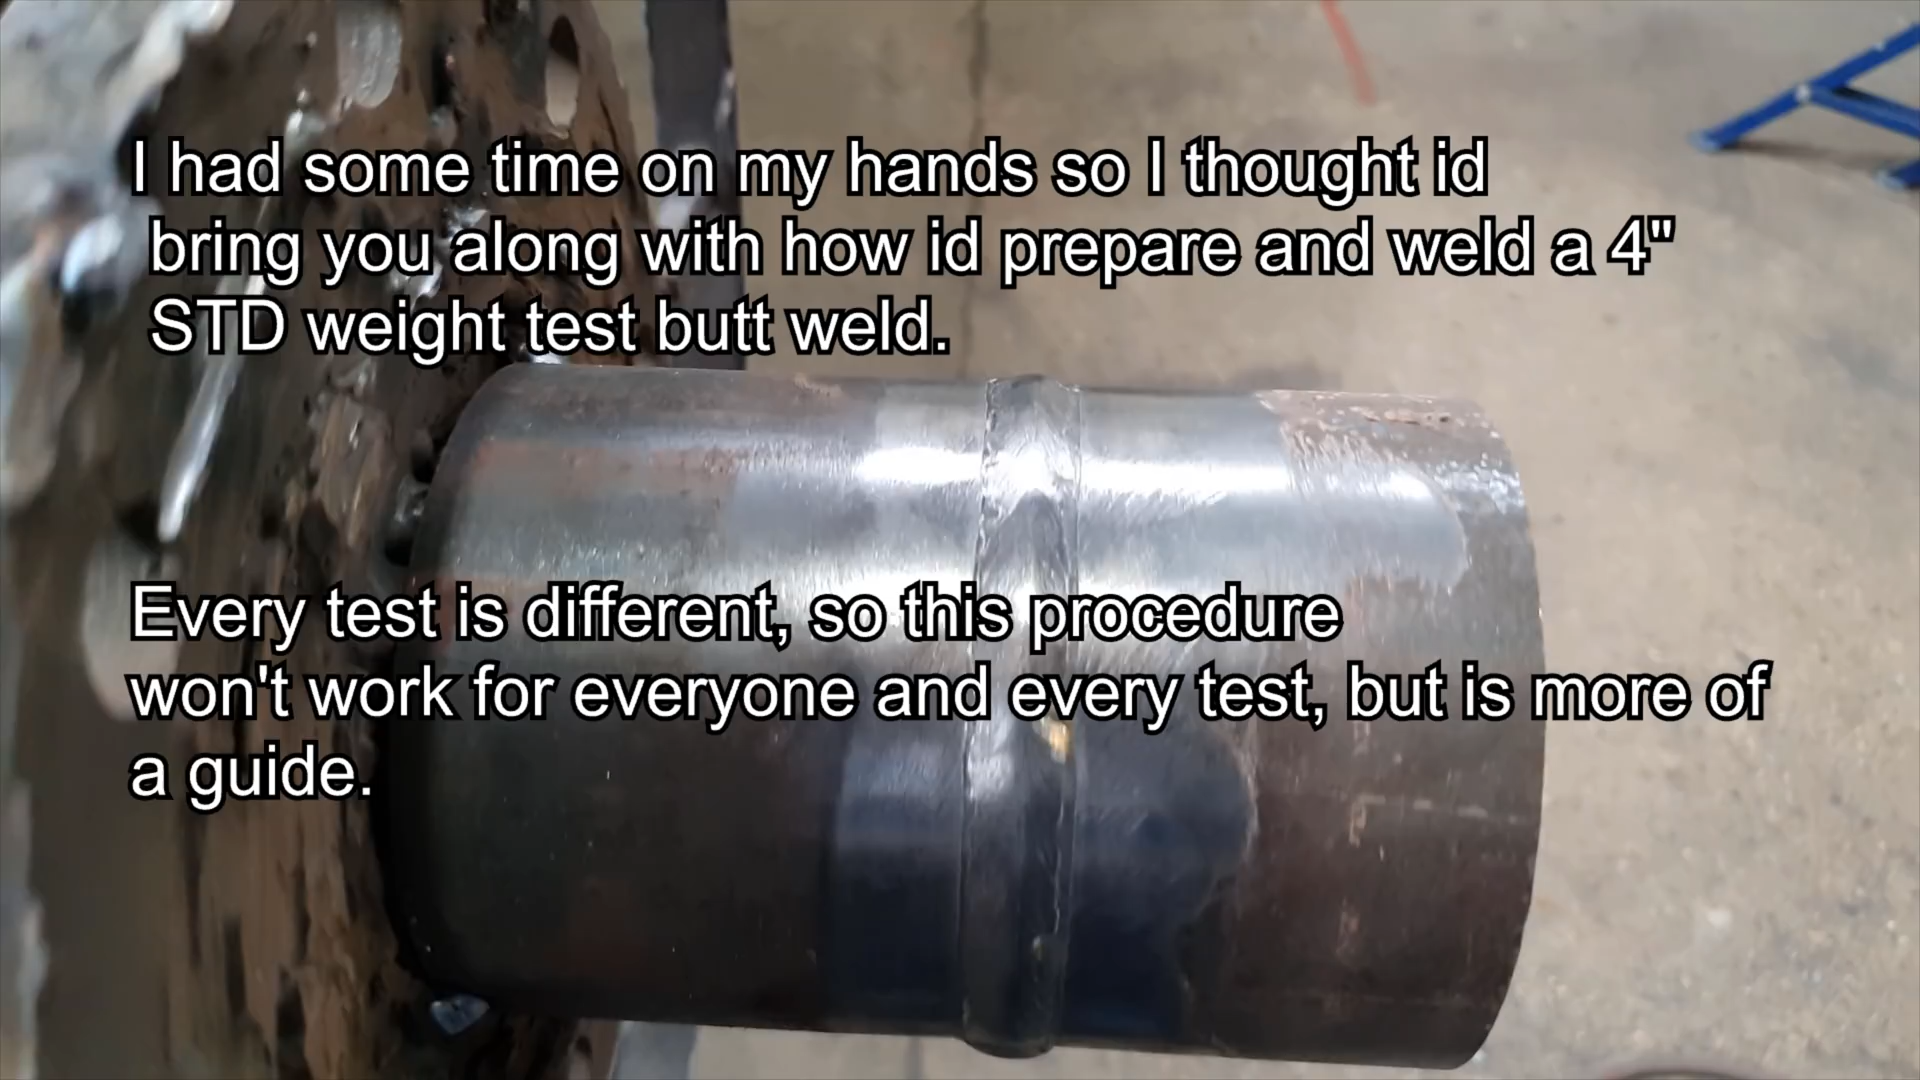 I had some time on my hands so I thought id
bring you along with how id prepare and weld a 4"
STD weight test butt weld.
Every test is different, so this procedure
won't work for everyone and every test, but is more of
a guide.